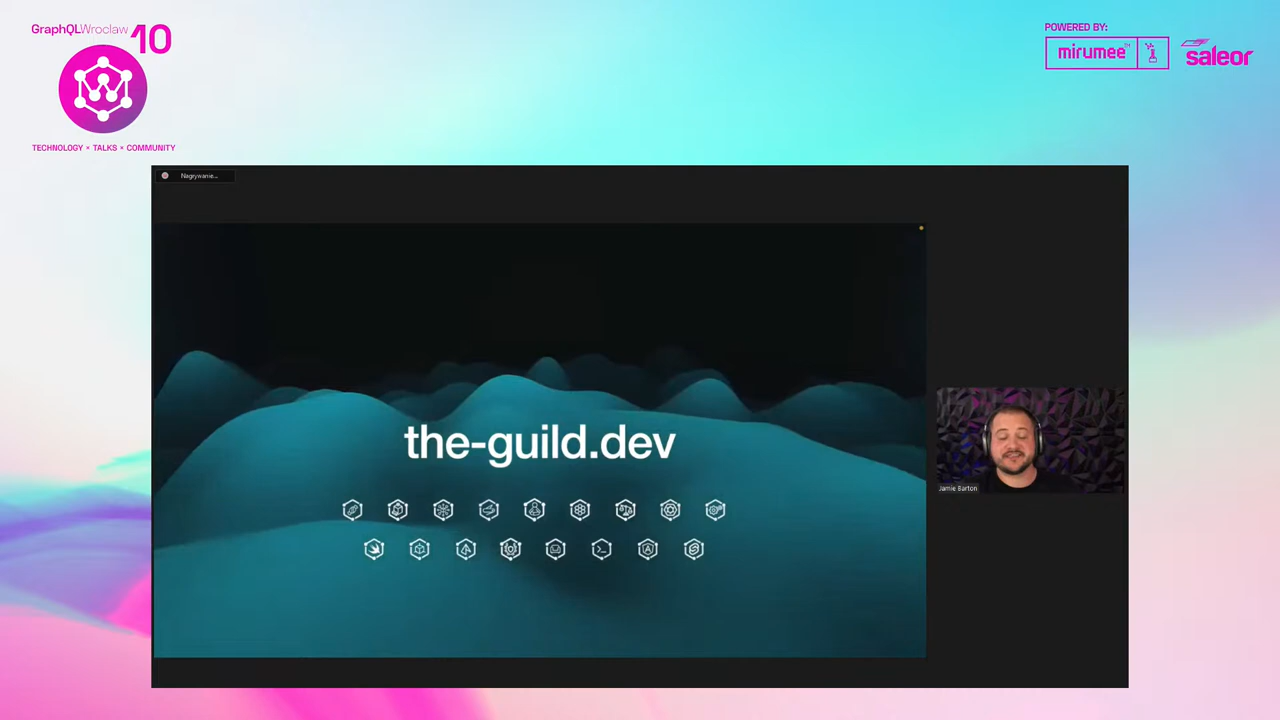 GraphQLWroclaw 10
TECHNOLOGY × TALKS × COMMUNITY
POWERED BY:
mirumee
saleor
Nagrywanie...
the-guild.dev
Jamie Barton